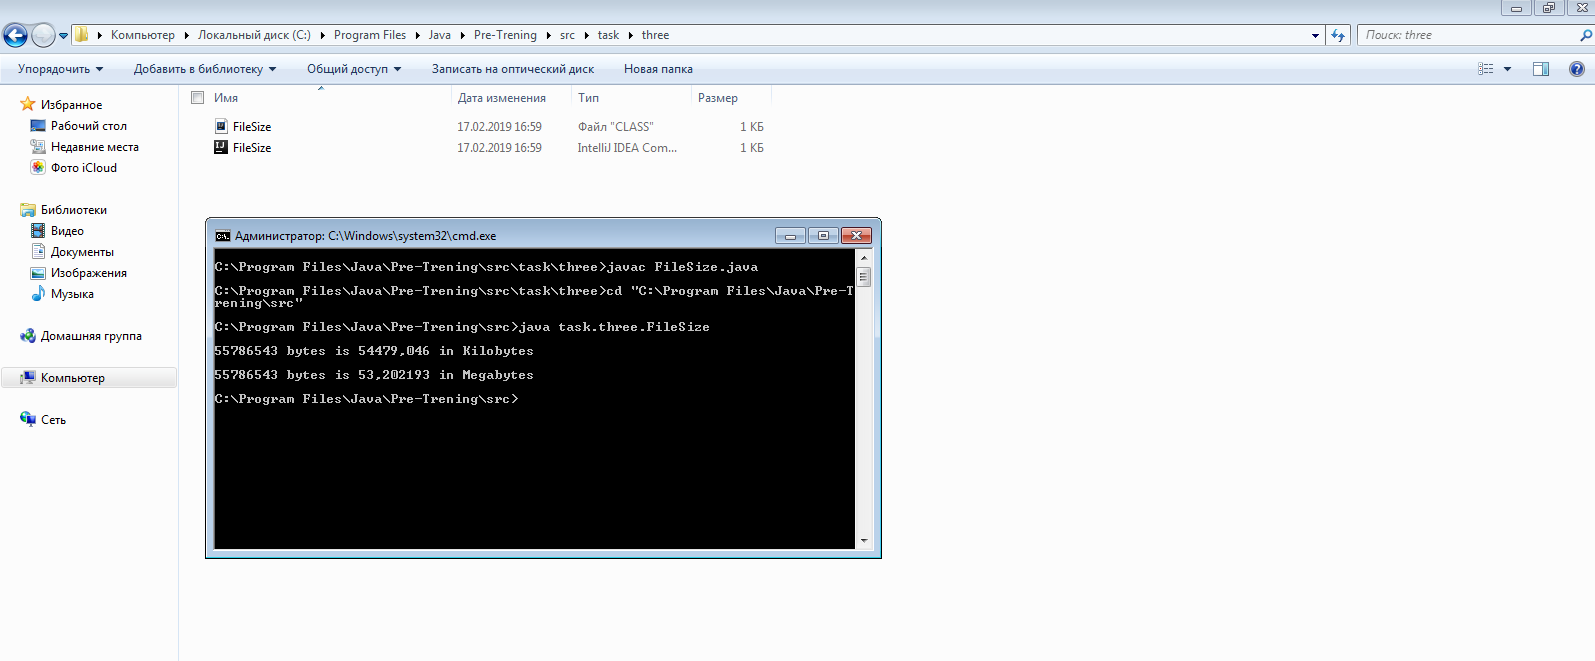 Компьютер Локальный диск (C:) Program Files Java Pre-Trening src task three Поиск: three
Упорядочить Добавить в библиотеку Общий доступ Записать на оптический диск Новая папка
Избранное
Рабочий стол
Недавние места
Фото iCloud
Библиотеки
Видео
Документы
Изображения
Музыка
Домашняя группа
Компьютер
Сеть
Имя Дата изменения Тип Размер
FileSize 17.02.2019 16:59 Файл "CLASS" 1 КБ
FileSize 17.02.2019 16:59 IntelliJ IDEA Com... 1 КБ
Администратор: C:\Windows\system32\cmd.exe
C:\Program Files\Java\Pre-Trening\src\task\three>javac FileSize.java
C:\Program Files\Java\Pre-Trening\src\task\three>cd "C:\Program Files\Java\Pre-T
rening\src"
C:\Program Files\Java\Pre-Trening\src>java task.three.FileSize
55786543 bytes is 54479,046 in Kilobytes
55786543 bytes is 53,202193 in Megabytes
C:\Program Files\Java\Pre-Trening\src>